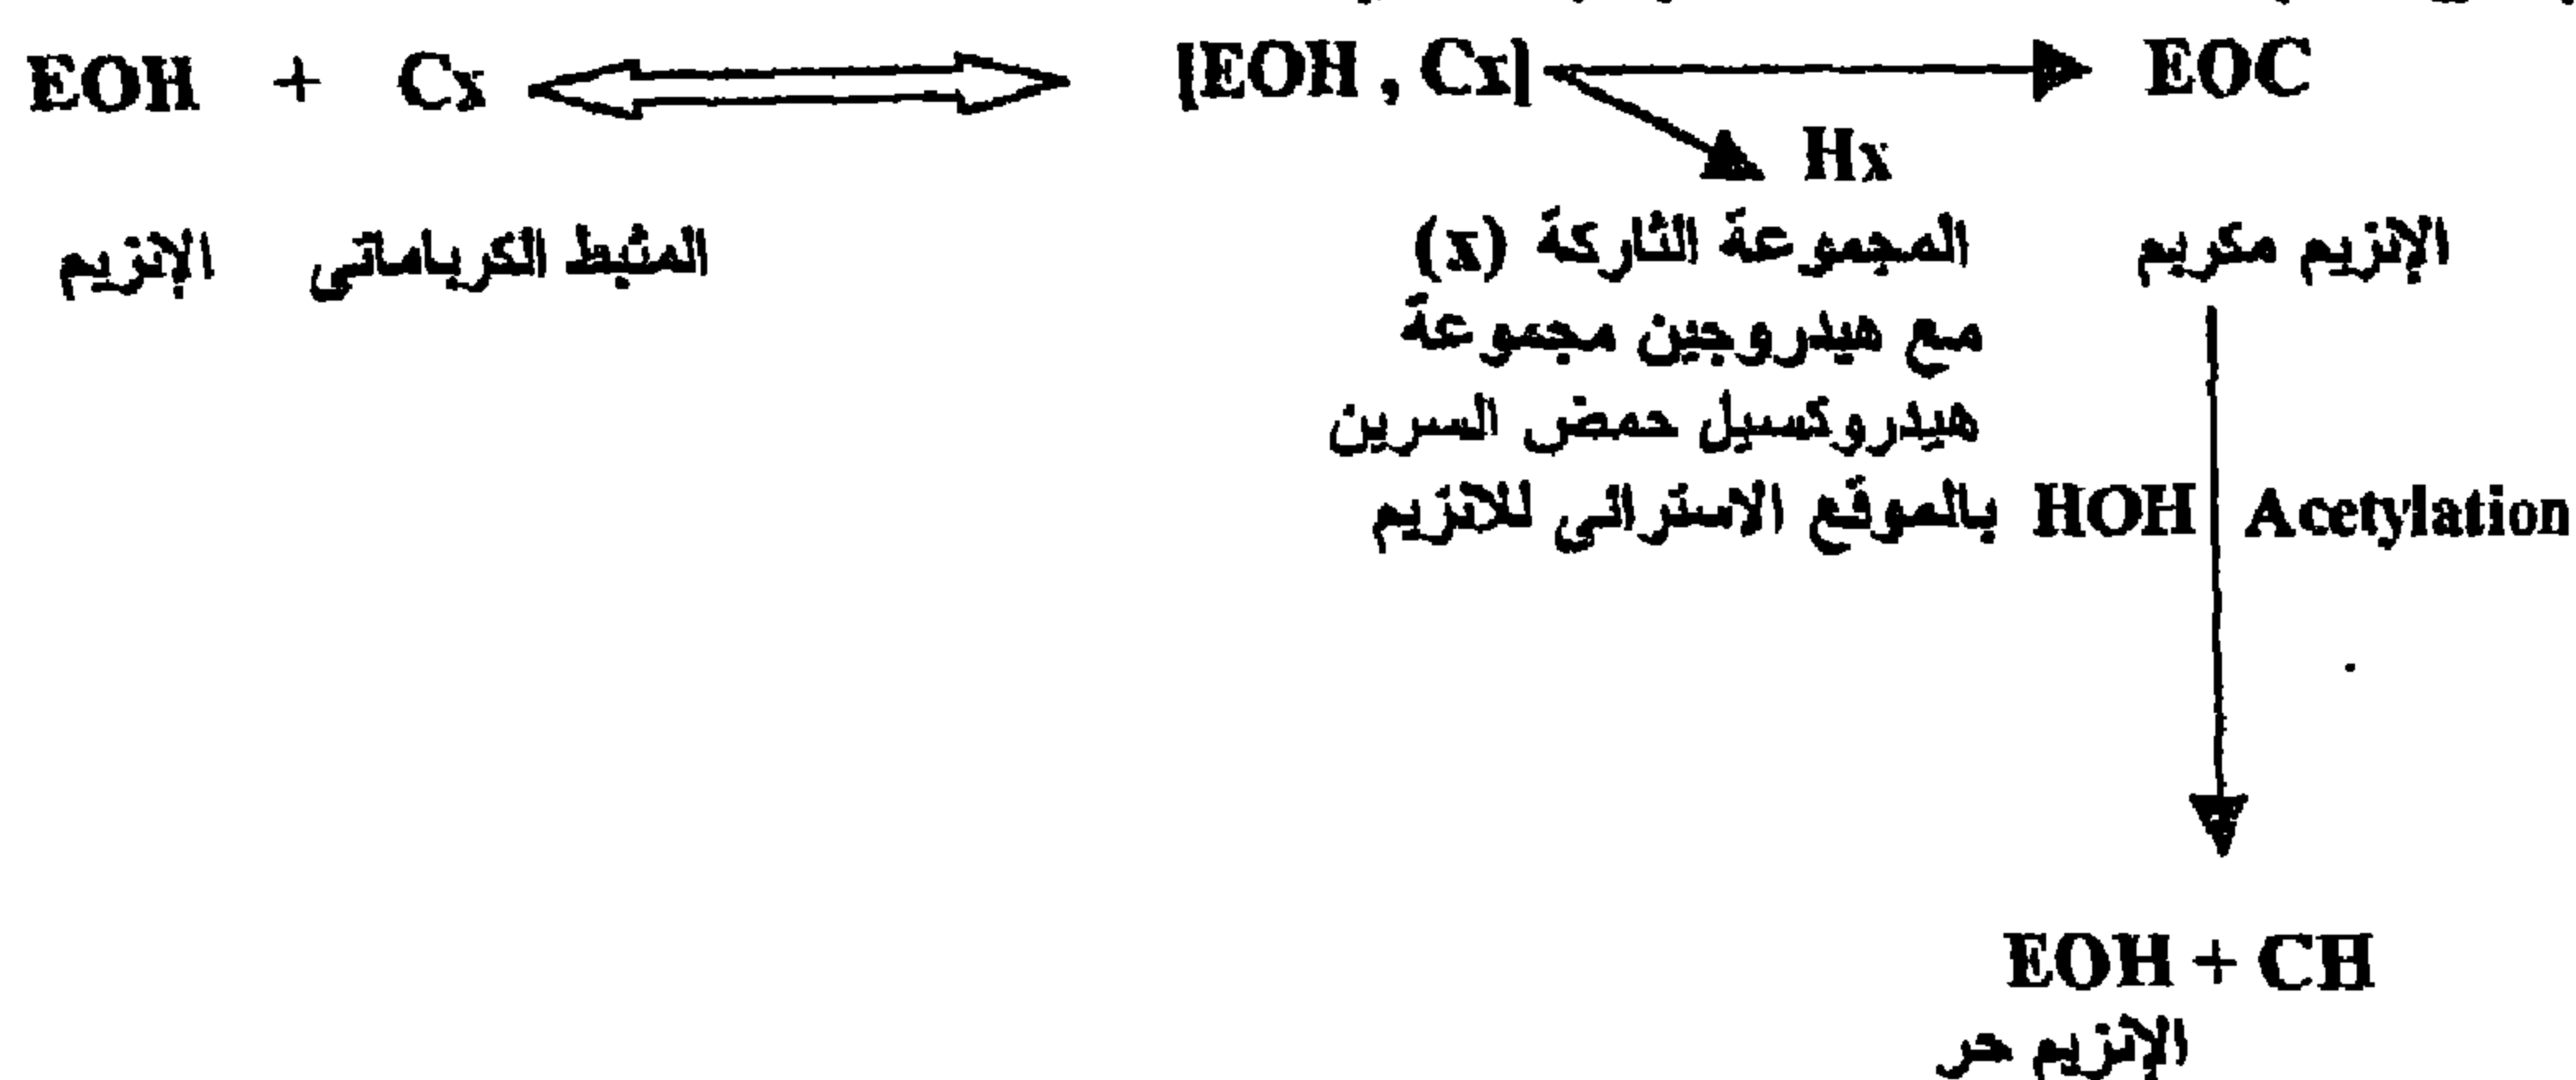 EOH + Cx [EOH , Cx] EOC
Hx
الإنزيم المثبط الكرباماتى المجموعة التاركة (x) الإنزيم مكربم
مع هيدروجين مجموعة
هيدروكسيل حمض السرين
بالموقع الاستراتى للانزيم HOH Acetylation
EOH + CH
الإنزيم حر